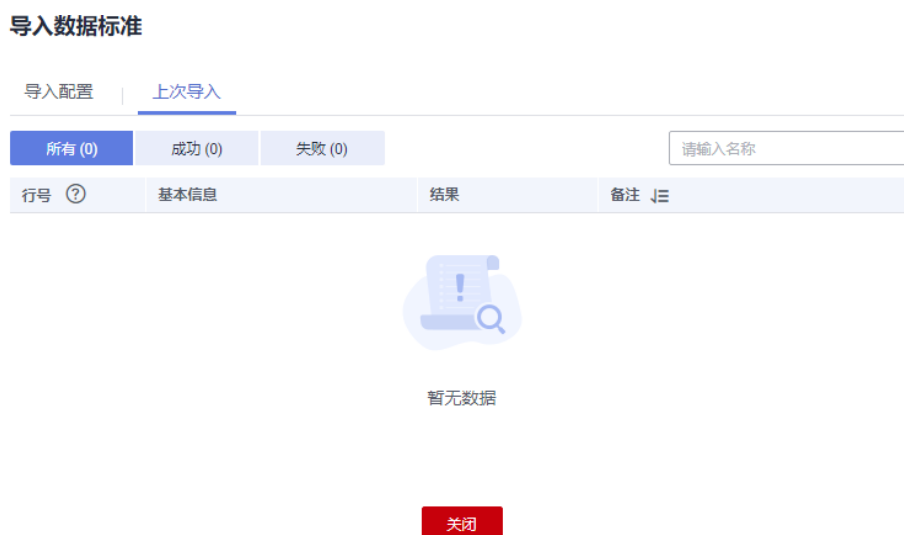 导入数据标准
导入配置 上次导入
所有 (0) 成功 (0) 失败 (0) 请输入名称
行号 ? 基本信息 结果 备注
暂无数据
关闭